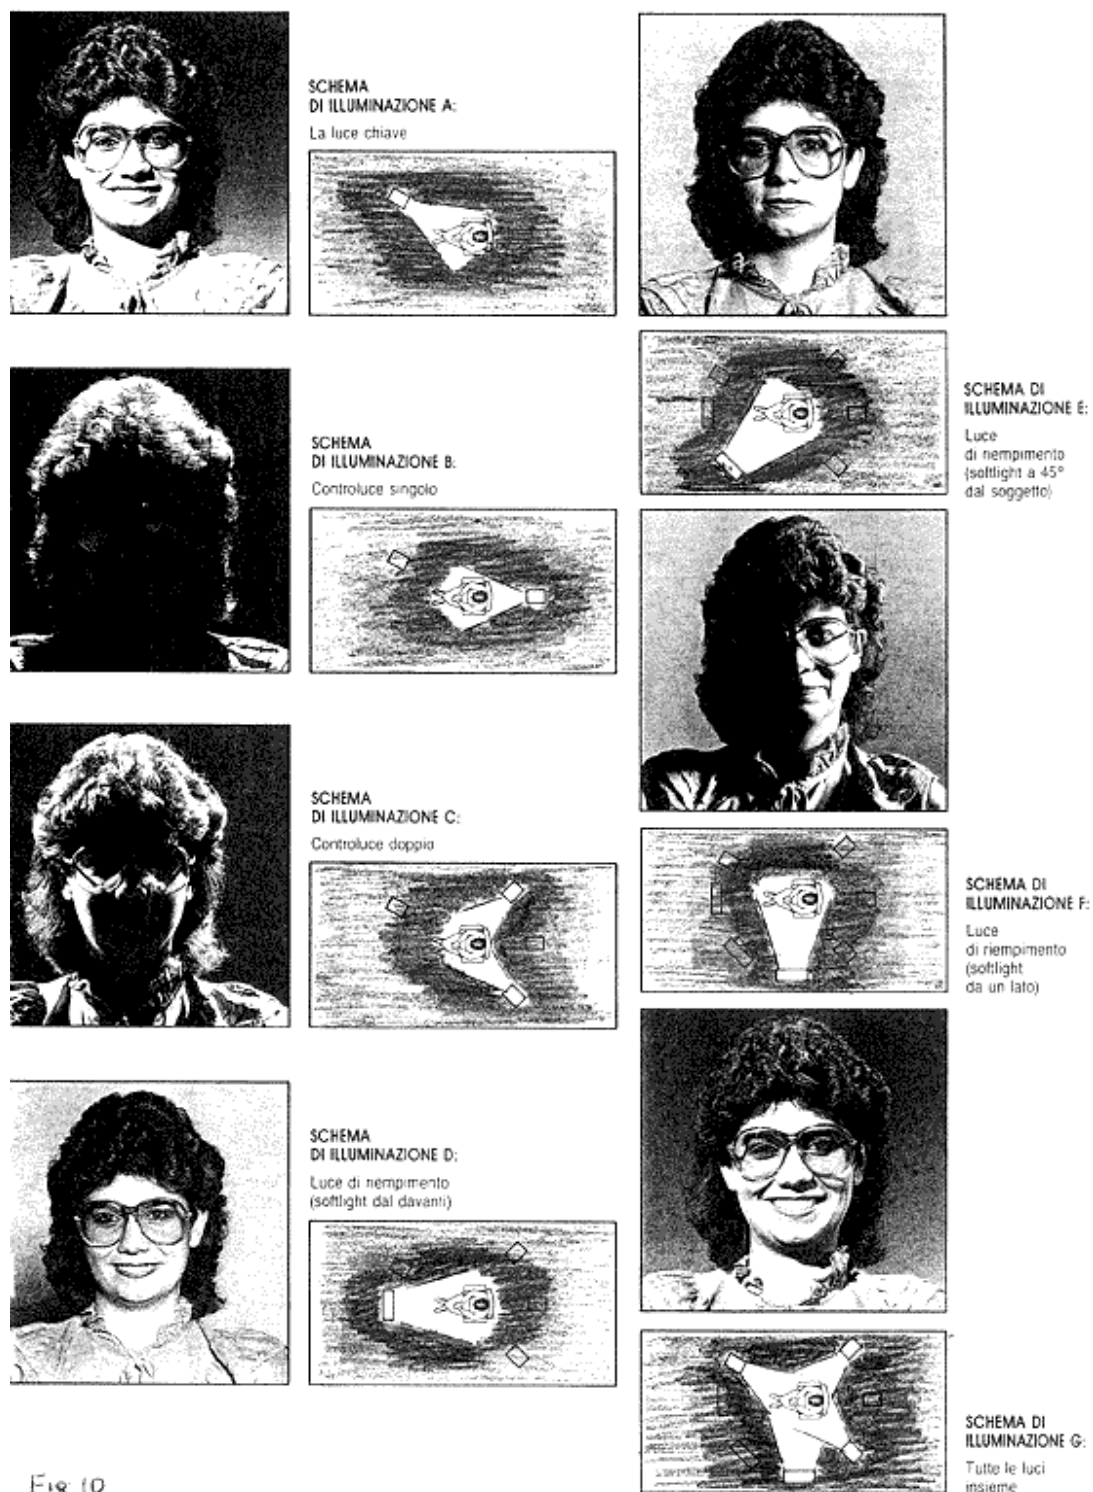 SCHEMA
DI ILLUMINAZIONE A:
La luce chiave
SCHEMA
DI ILLUMINAZIONE B:
Controluce singolo
SCHEMA
DI ILLUMINAZIONE C:
Controluce doppio
SCHEMA
DI ILLUMINAZIONE D:
Luce di riempimento
(softlight dal davanti)
SCHEMA DI
ILLUMINAZIONE E:
Luce
di riempimento
(softlight a 45°
dal soggetto)
SCHEMA DI
ILLUMINAZIONE F:
Luce
di riempimento
(softlight
da un lato)
SCHEMA DI
ILLUMINAZIONE G:
Tutte le luci
insieme
Fig. 10